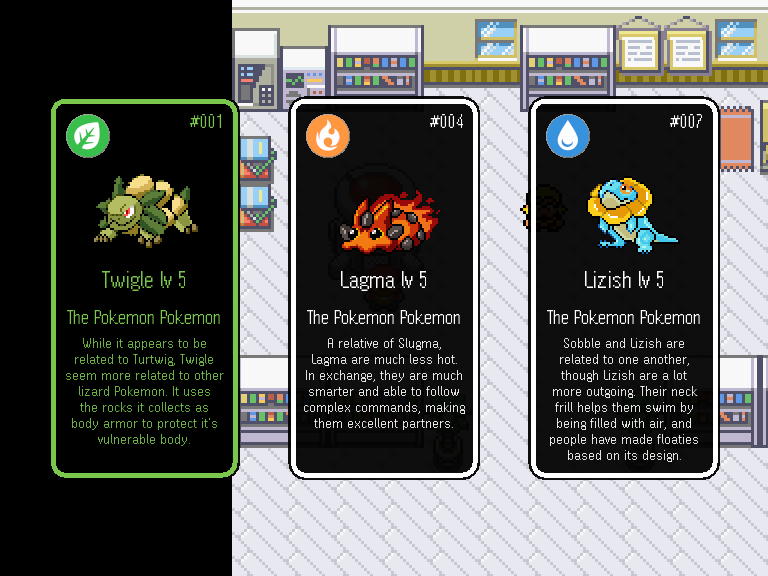 #001
Twigle lv 5
The Pokemon Pokemon
While it appears to be
related to Turtwig, Twigle
seem more related to other
lizard Pokemon. It uses
the rocks it collects as
body armor to protect it's
vulnerable body.
#004
Lagma lv 5
The Pokemon Pokemon
A relative of Slugma,
Lagma are much less hot.
In exchange, they are much
smarter and able to follow
complex commands, making
them excellent partners.
#007
Lizish lv 5
The Pokemon Pokemon
Sobble and Lizish are
related to one another,
though Lizish are a lot
more outgoing. Their neck
frill helps them swim by
being filled with air, and
people have made floaties
based on its design.